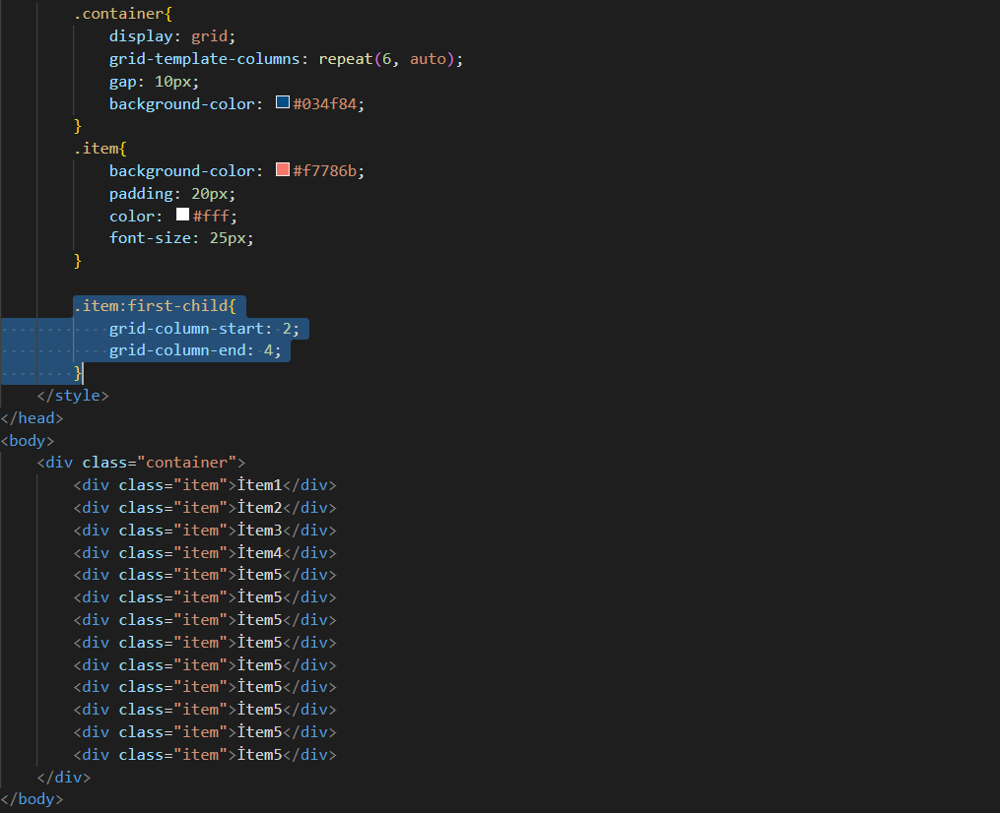 .container{
display: grid;
grid-template-columns: repeat(6, auto);
gap: 10px;
background-color: #034f84;
}
.item{
background-color: #f7786b;
padding: 20px;
color: #fff;
font-size: 25px;
}
.item:first-child{
grid-column-start: 2;
grid-column-end: 4;
}
</style>
</head>
<body>
<div class="container">
<div class="item">İtem1</div>
<div class="item">İtem2</div>
<div class="item">İtem3</div>
<div class="item">İtem4</div>
<div class="item">İtem5</div>
<div class="item">İtem5</div>
<div class="item">İtem5</div>
<div class="item">İtem5</div>
<div class="item">İtem5</div>
<div class="item">İtem5</div>
<div class="item">İtem5</div>
<div class="item">İtem5</div>
<div class="item">İtem5</div>
</div>
</body>